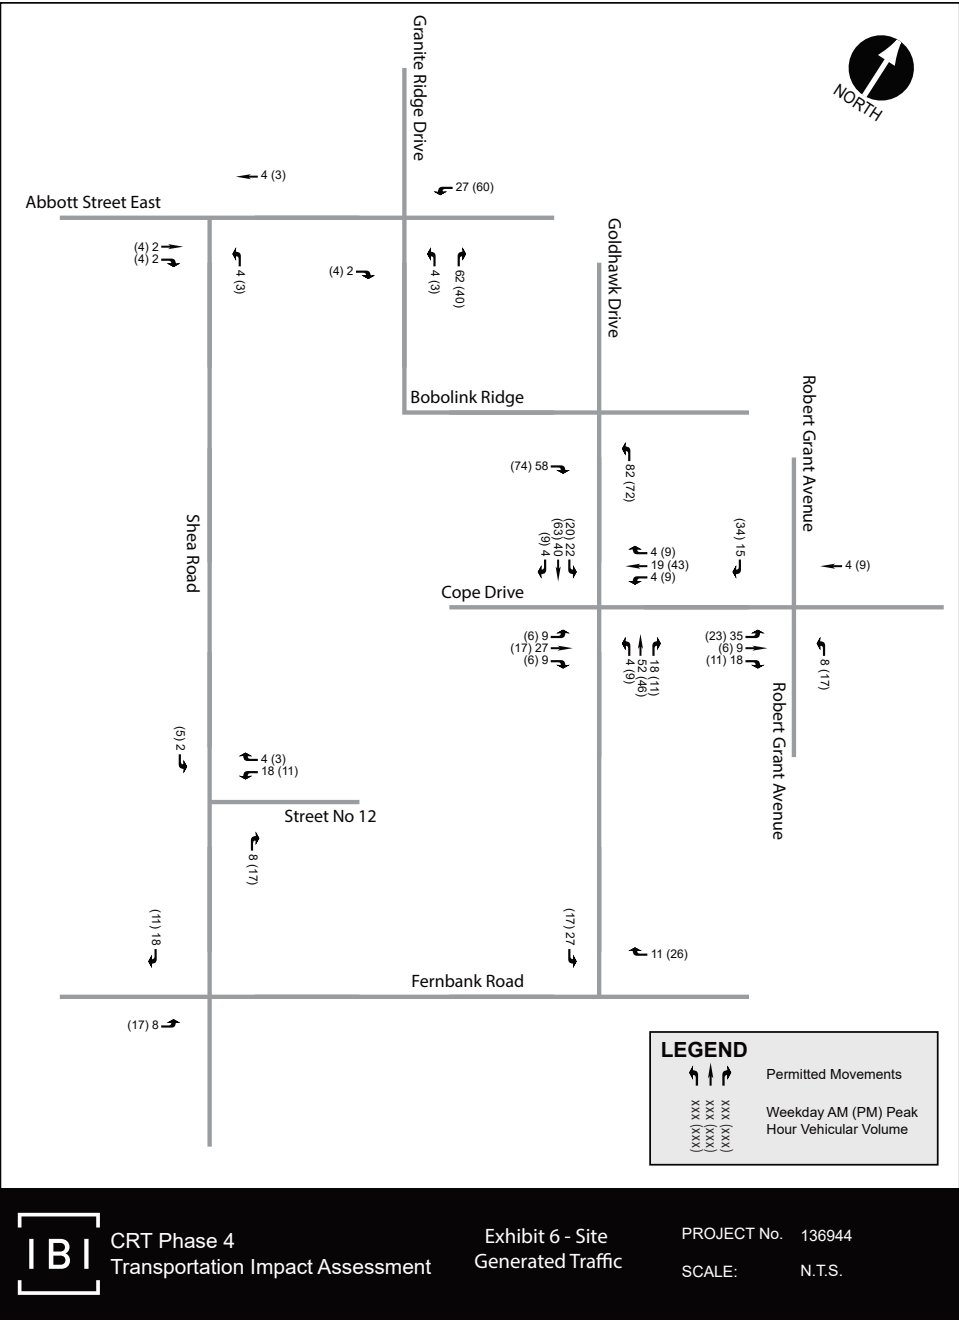 Granite Ridge Drive
NORTH
4 (3)
27 (60)
Abbott Street East
(4) 2
(4) 2
4 (3)
(4) 2
4 (3)
62 (40)
Goldhawk Drive
Bobolink Ridge
Robert Grant Avenue
(74) 58
82 (72)
Shea Road
(9) 4
(63) 40
(20) 22
4 (9)
19 (43)
4 (9)
(34) 15
4 (9)
Cope Drive
(6) 9
(17) 27
(6) 9
4 (9)
52 (46)
18 (11)
(23) 35
(6) 9
(11) 18
8 (17)
Robert Grant Avenue
(5) 2
4 (3)
18 (11)
Street No 12
8 (17)
(11) 18
(17) 27
11 (26)
Fernbank Road
(17) 8
LEGEND
Permitted Movements
XXX (XXX)
XXX (XXX)
XXX (XXX)
Weekday AM (PM) Peak
Hour Vehicular Volume
IBI
CRT Phase 4
Transportation Impact Assessment
Exhibit 6 - Site
Generated Traffic
PROJECT No. 136944
SCALE: N.T.S.